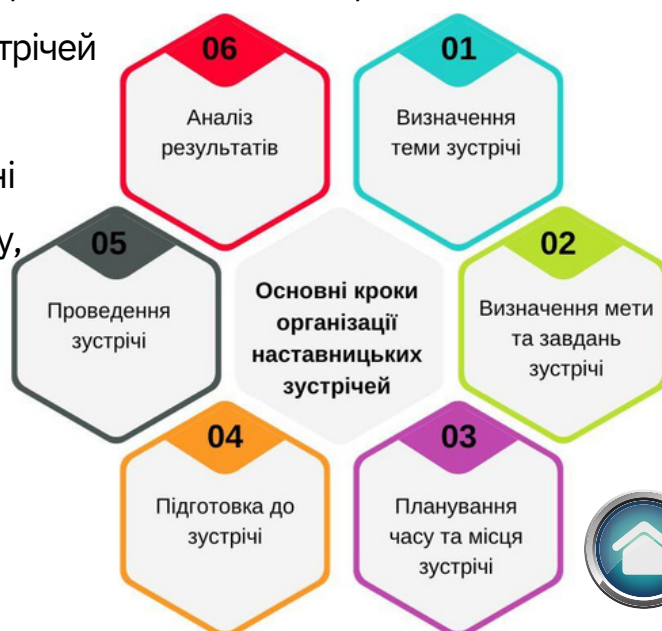 трічей
ні
у,
06
Аналіз
результатів
01
Визначення
теми зустрічі
05
Проведення
зустрічі
Основні кроки
організації
наставницьких
зустрічей
02
Визначення мети
та завдань
зустрічі
04
Підготовка до
зустрічі
03
Планування
часу та місця
зустрічі